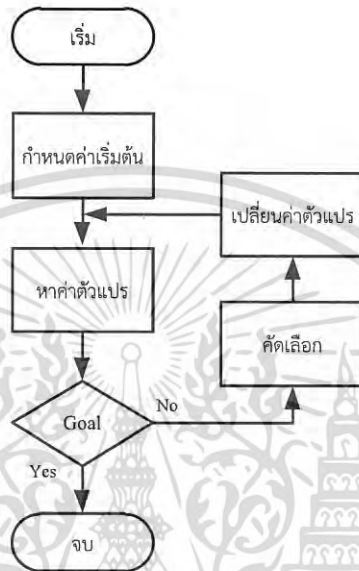 เริ่ม
กำหนดค่าเริ่มต้น
เปลี่ยนค่าตัวแปร
หาค่าตัวแปร
คัดเลือก
Goal
No
Yes
จบ